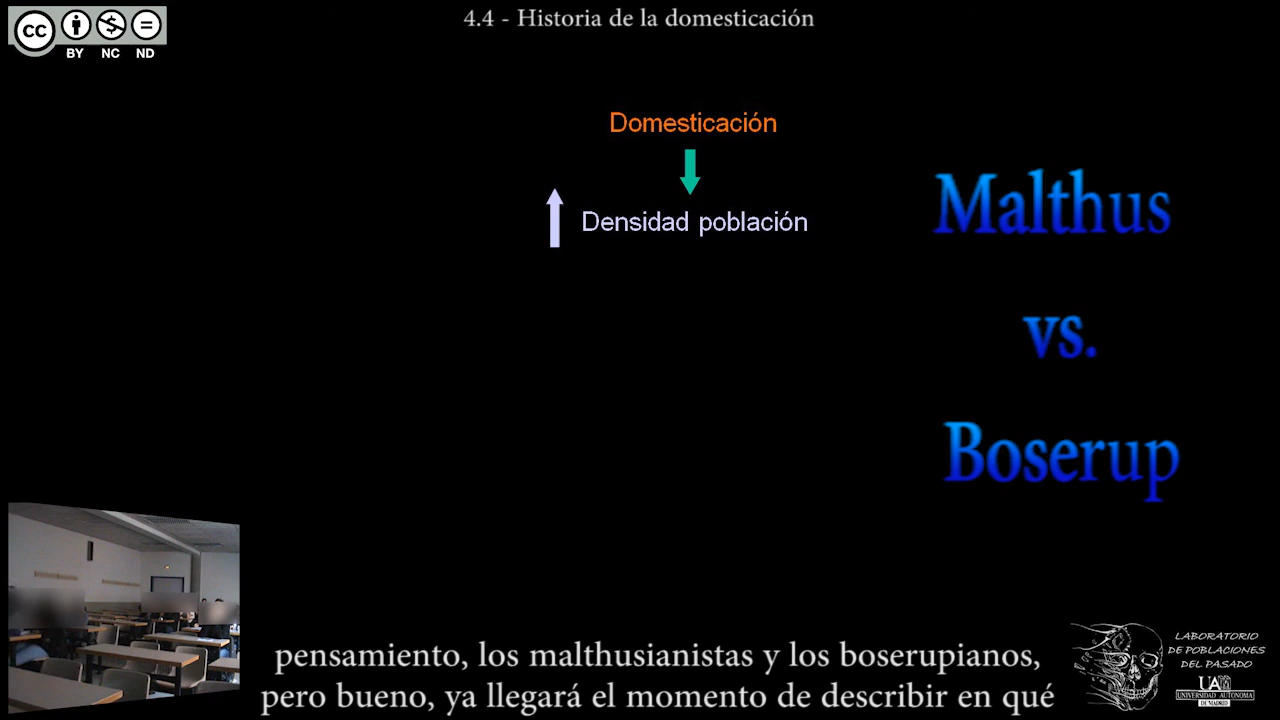 4.4 - Historia de la domesticación
CC
BY NC ND
Domesticación
Densidad población
Malthus
vs.
Boserup
pensamiento, los malthusianistas y los boserupianos,
pero bueno, ya llegará el momento de describir en qué
LABORATORIO
DE POBLACIONES
DEL PASADO
UAM
UNIVERSIDAD AUTONOMA
DE MADRID